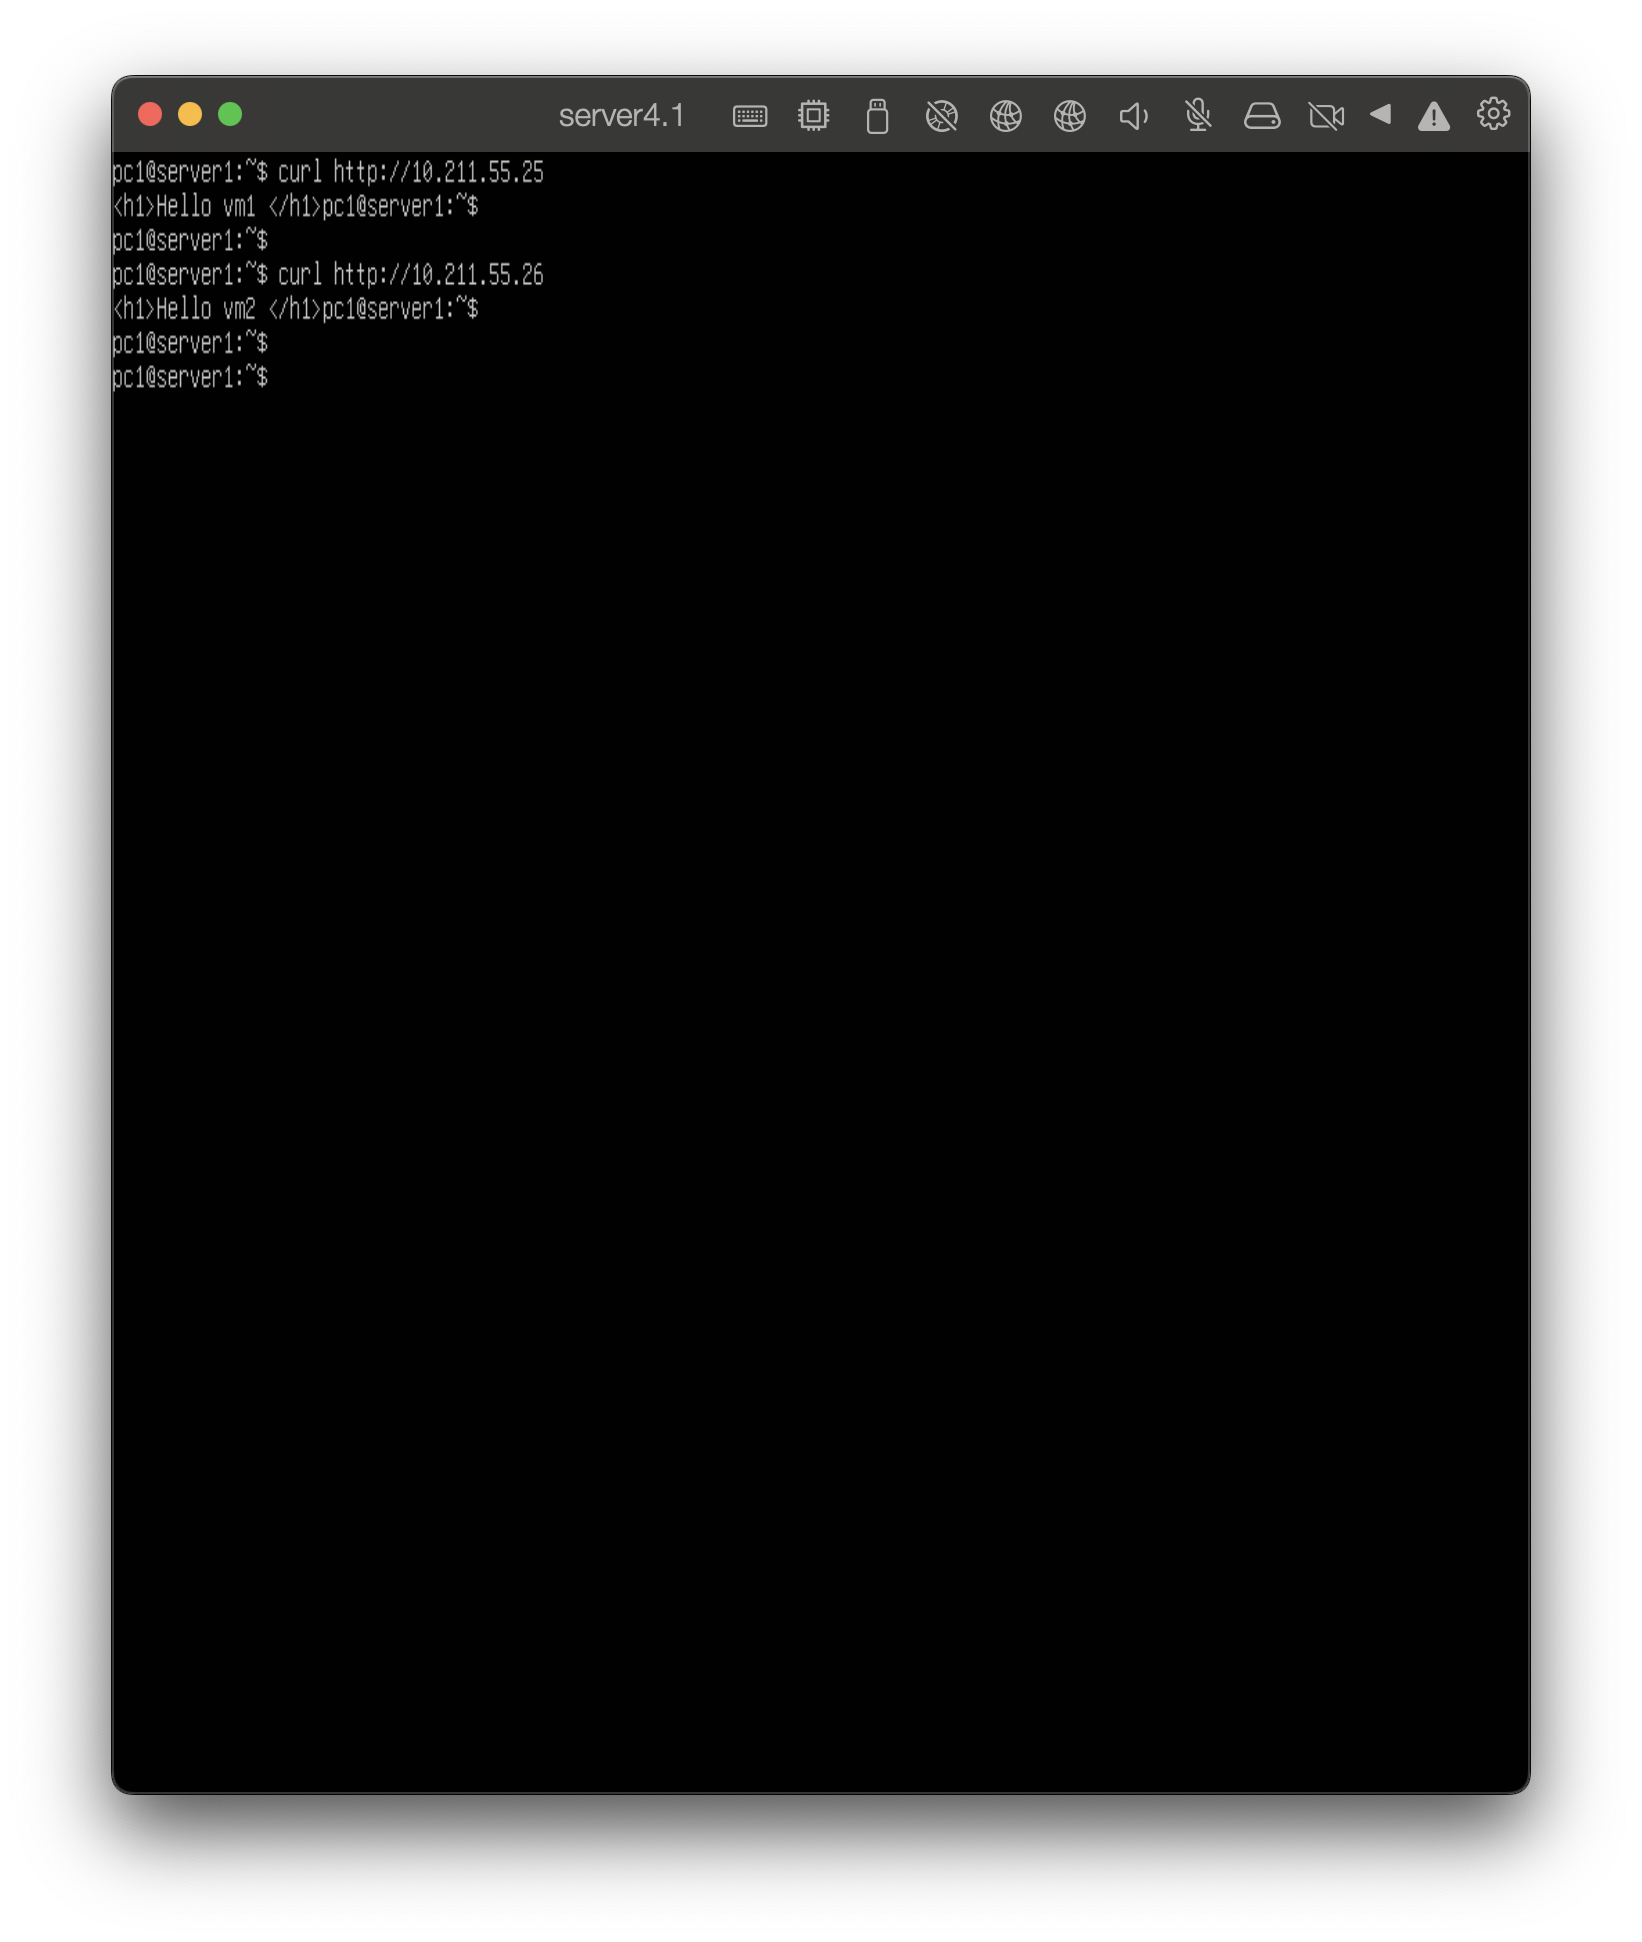 server4.1
pc1@server1:~$ curl http://10.211.55.25
<h1>Hello vm1 </h1>pc1@server1:~$
pc1@server1:~$
pc1@server1:~$ curl http://10.211.55.26
<h1>Hello vm2 </h1>pc1@server1:~$
pc1@server1:~$
pc1@server1:~$